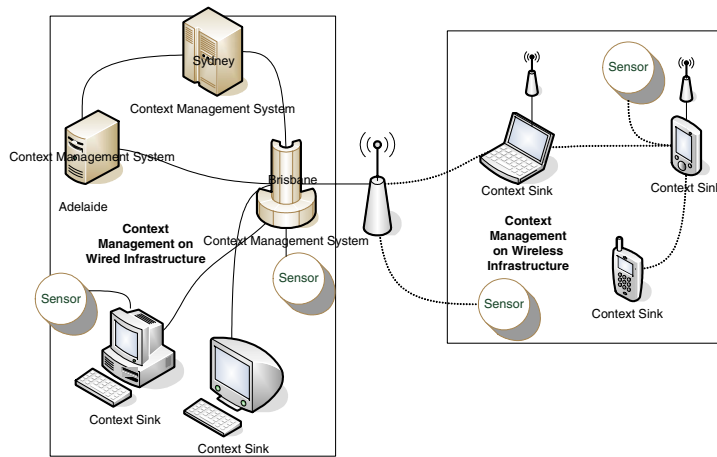 Sydney
Context Management System
Context Management System
Adelaide
Brisbane
Context Management System
Context
Management on
Wired Infrastructure
Sensor
Sensor
Context Sink
Context Sink
Sensor
Context Sink
Context Sink
Context
Management
on Wireless
Infrastructure
Context Sink
Sensor